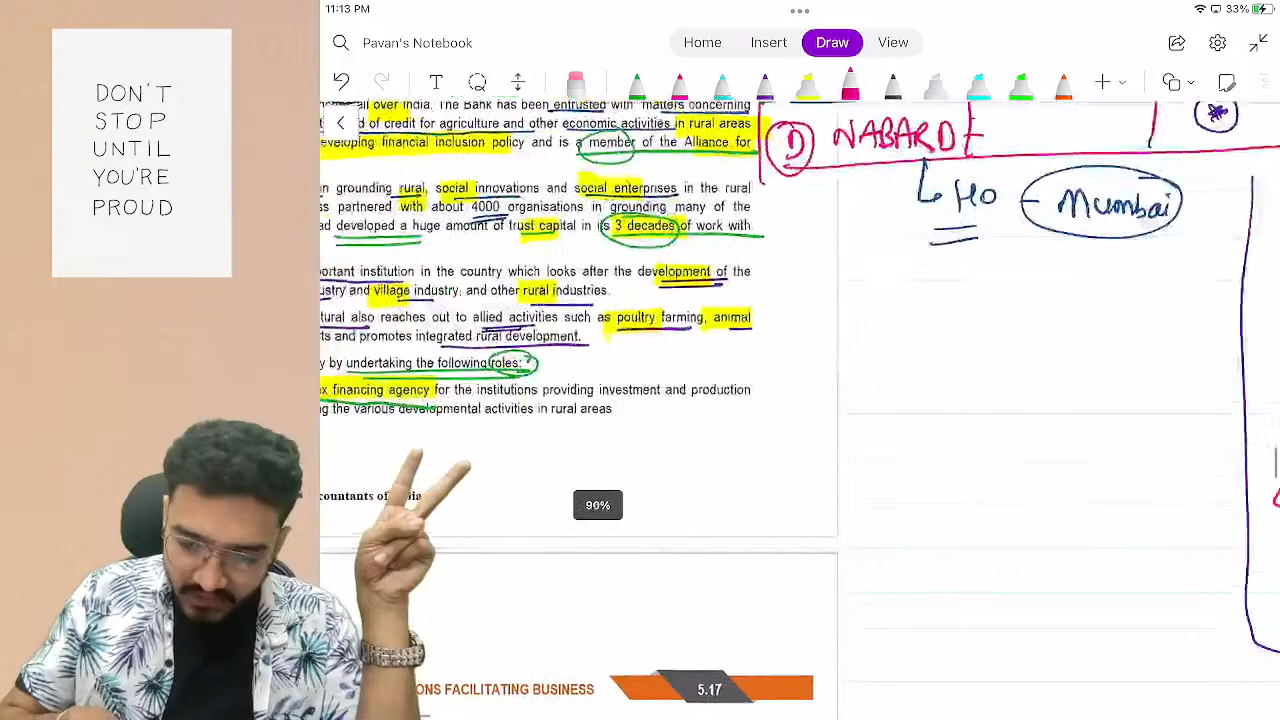 11:13 PM
33%
Pavan's Notebook
Home
Insert
Draw
View
DON'T
STOP
UNTIL
YOU'RE
PROUD
all over India. The Bank has been entrusted with "matters concerning
d of credit for agriculture and other economic activities in rural areas
eveloping financial inclusion policy and is a member of the Alliance for
in grounding rural, social innovations and social enterprises in the rural
ss partnered with about 4000 organisations in grounding many of the
ad developed a huge amount of trust capital in its 3 decades of work with
portant institution in the country which looks after the development of the
ustry and village industry, and other rural industries.
tural also reaches out to allied activities such as poultry farming, animal
ts and promotes integrated rural development.
y by undertaking the following roles:
x financing agency for the institutions providing investment and production
ng the various developmental activities in rural areas
D NABARD
HO - Mumbai
countants of India
90%
ONS FACILITATING BUSINESS
5.17